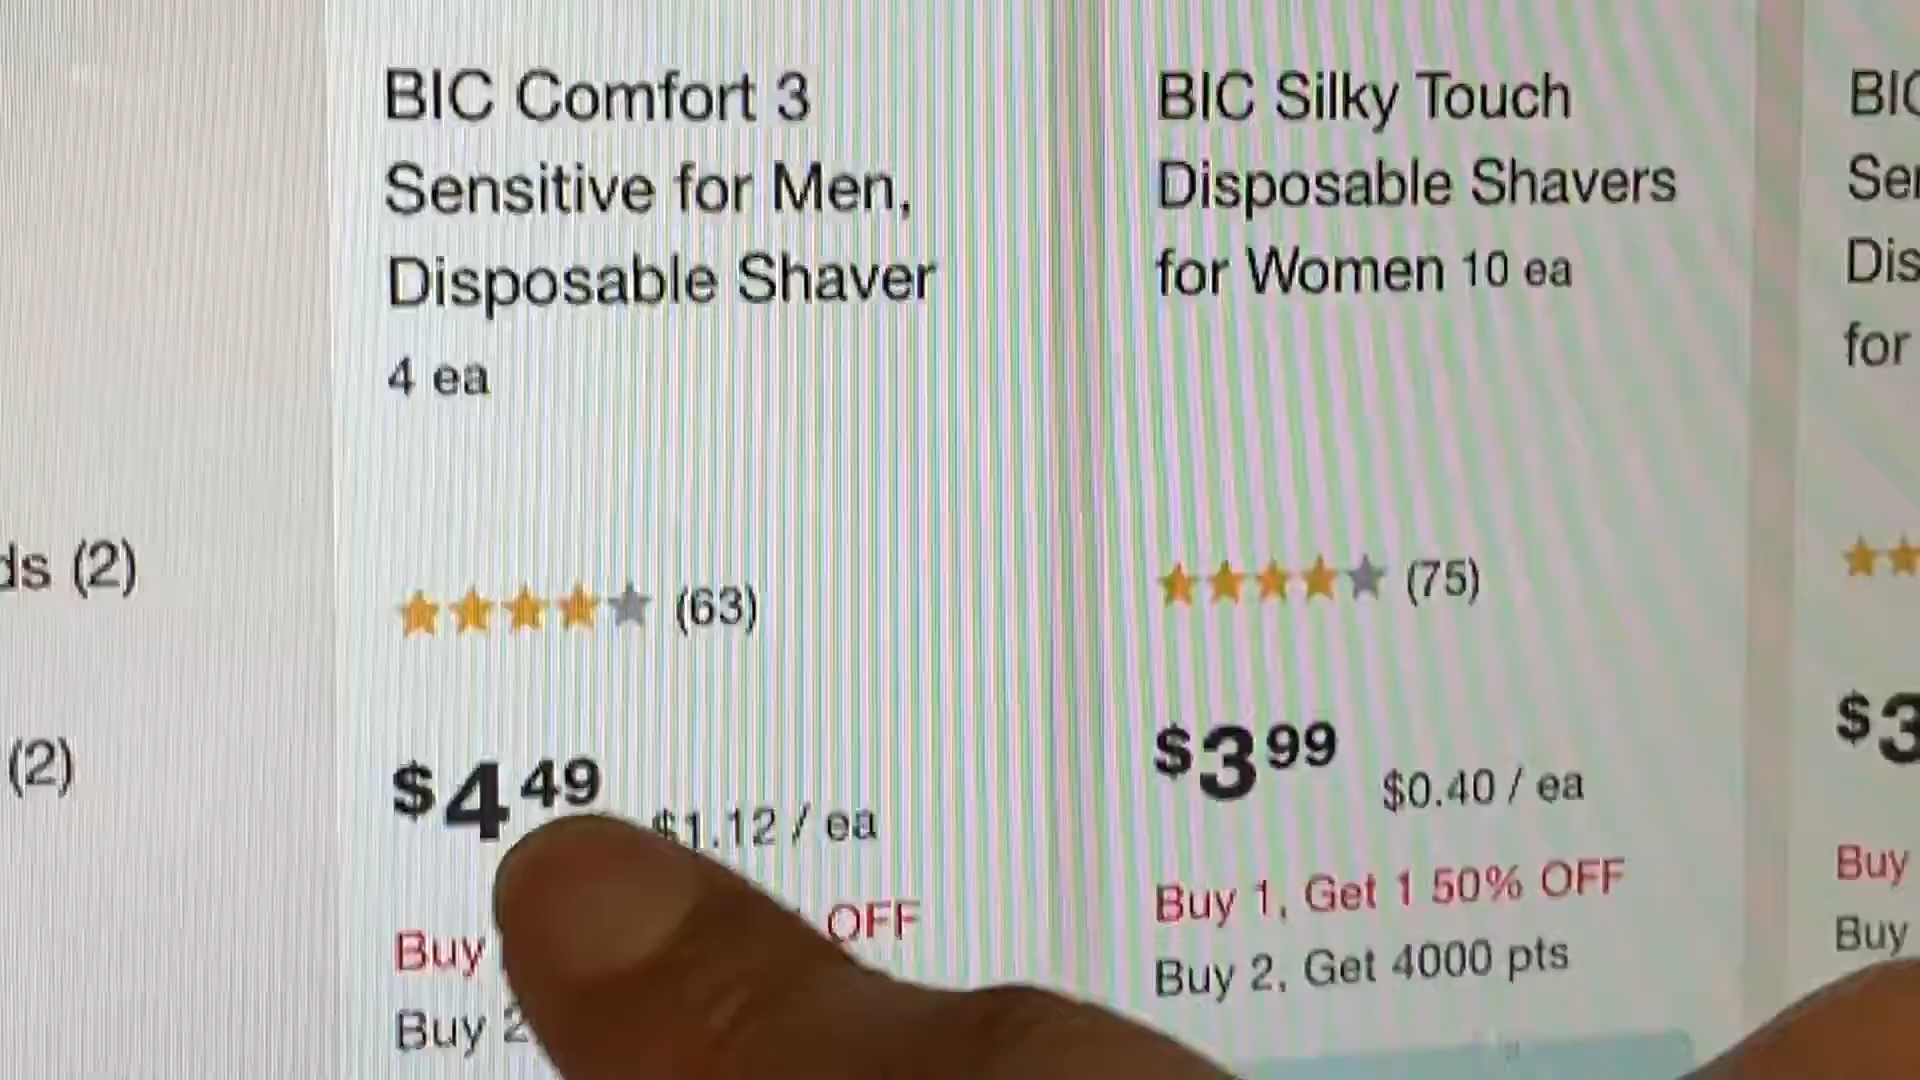 BIC Comfort 3
Sensitive for Men,
Disposable Shaver
4 ea
(63)
$4 49
$1.12 / ea
Buy OFF
Buy 2
BIC Silky Touch
Disposable Shavers
for Women 10 ea
(75)
$3 99
$0.40 / ea
Buy 1, Get 1 50% OFF
Buy 2, Get 4000 pts
ds (2)
(2)
for
$3
Buy
Buy